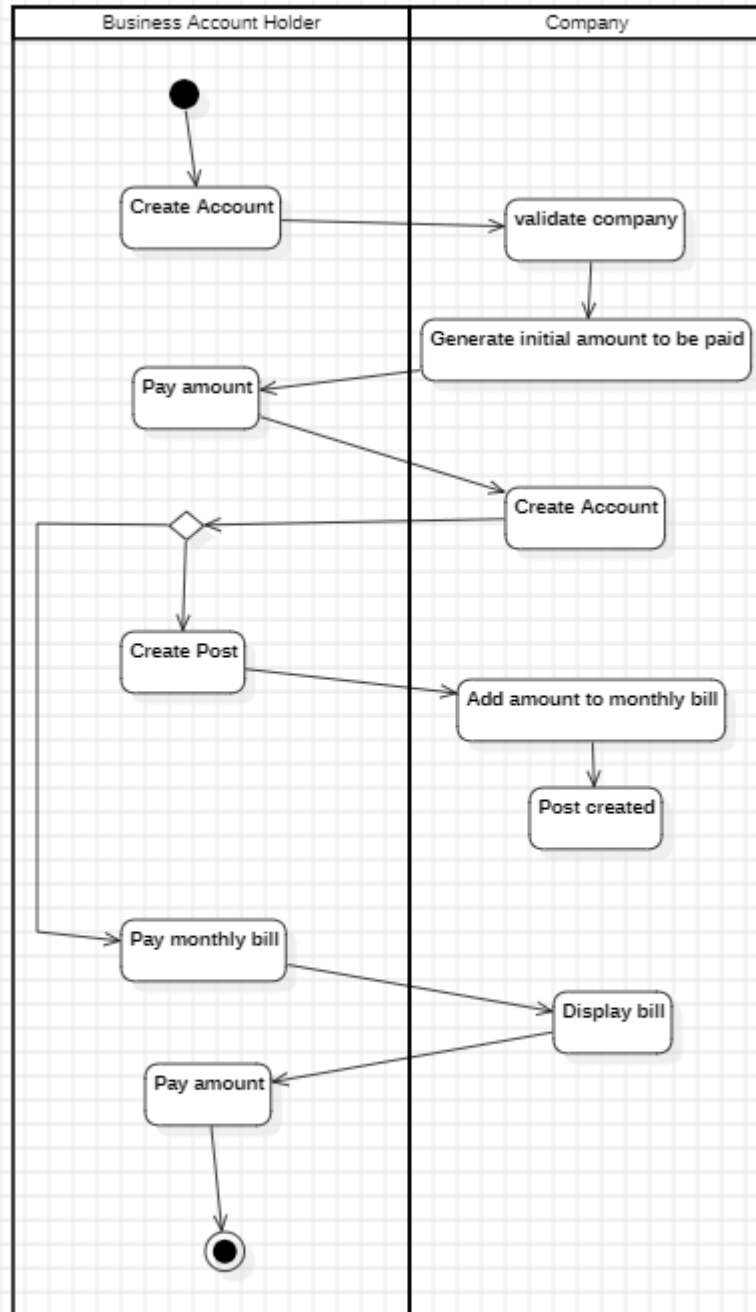 Business Account Holder
Company
Create Account
validate company
Generate initial amount to be paid
Pay amount
Create Account
Create Post
Add amount to monthly bill
Post created
Pay monthly bill
Display bill
Pay amount